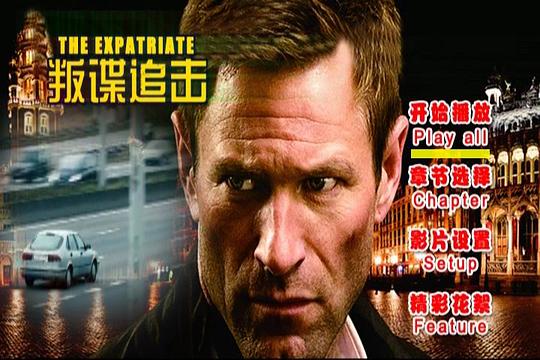 THE EXPATRIATE
叛谍追击
开始播放
Play all
章节选择
Chapter
影片设置
Setup
精彩花絮
Feature